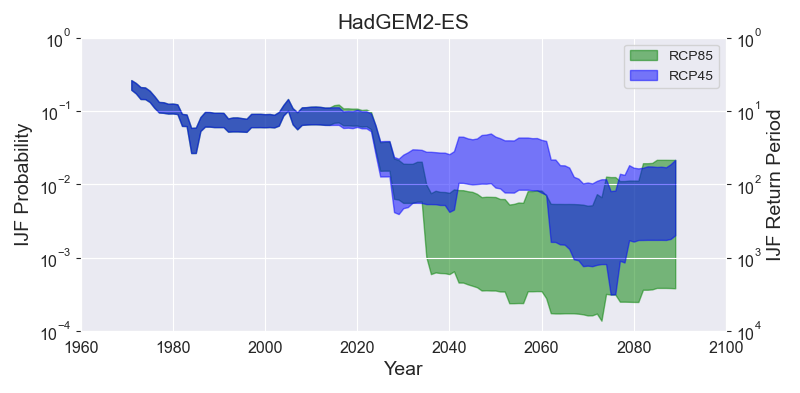 HadGEM2-ES
10^0
10^-1
10^-2
10^-3
10^-4
IJF Probability
10^0
10^1
10^2
10^3
10^4
IJF Return Period
RCP85
RCP45
1960 1980 2000 2020 2040 2060 2080 2100
Year